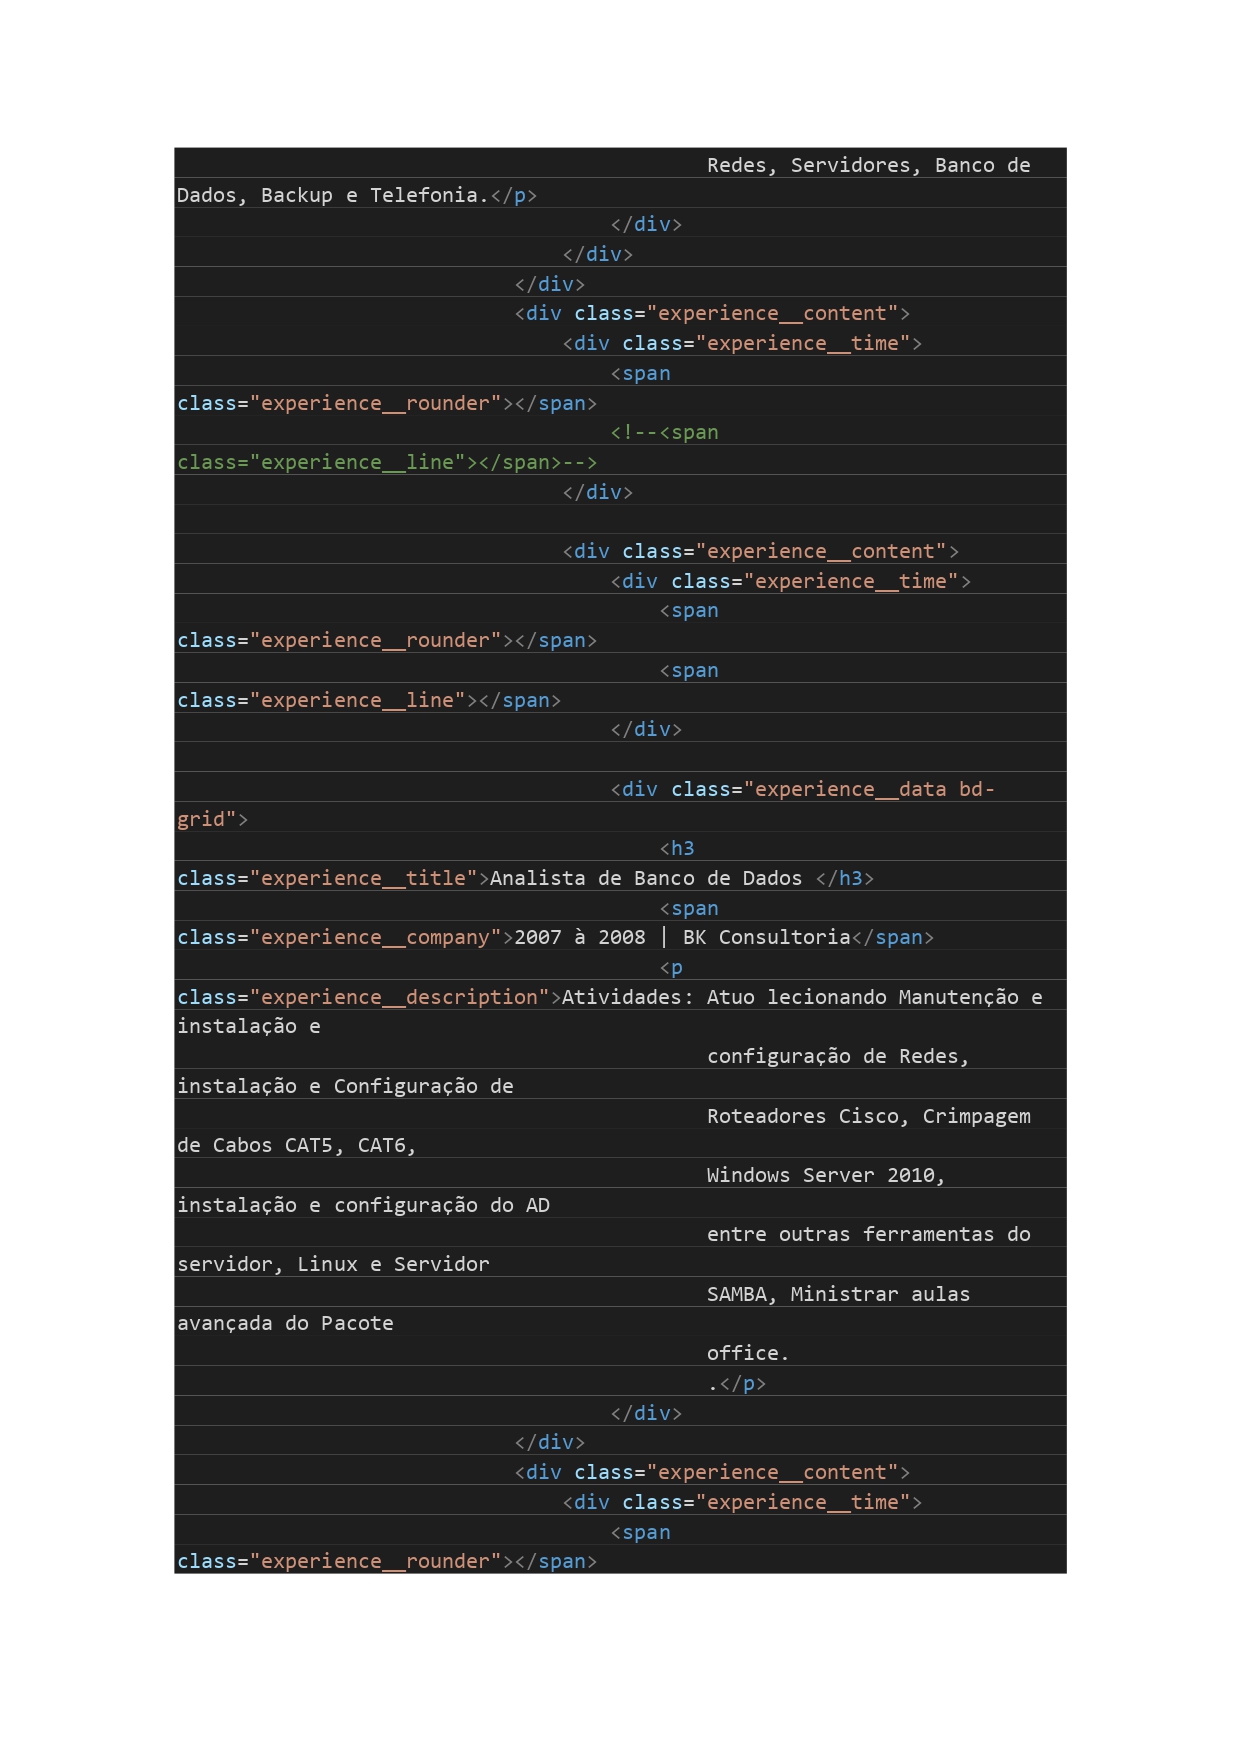 Redes, Servidores, Banco de
Dados, Backup e Telefonia.</p>
</div>
</div>
</div>
<div class="experience__content">
<div class="experience__time">
<span
class="experience__rounder"></span>
<!--<span
class="experience__line"></span>-->
</div>
<div class="experience__content">
<div class="experience__time">
<span
class="experience__rounder"></span>
<span
class="experience__line"></span>
</div>
<div class="experience__data bd-
grid">
<h3
class="experience__title">Analista de Banco de Dados </h3>
<span
class="experience__company">2007 à 2008 | BK Consultoria</span>
<p
class="experience__description">Atividades: Atuo lecionando Manutenção e
instalação e
configuração de Redes,
instalação e Configuração de
Roteadores Cisco, Crimpagem
de Cabos CAT5, CAT6,
Windows Server 2010,
instalação e configuração do AD
entre outras ferramentas do
servidor, Linux e Servidor
SAMBA, Ministrar aulas
avançada do Pacote
office.
.</p>
</div>
</div>
<div class="experience__content">
<div class="experience__time">
<span
class="experience__rounder"></span>